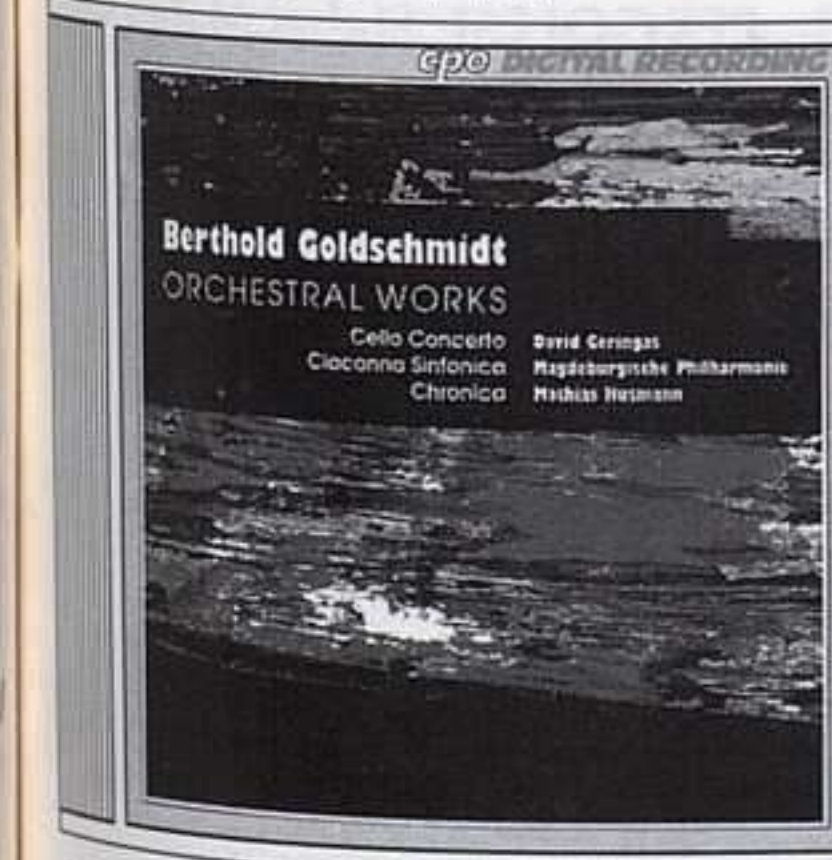 cpo DIGITAL RECORDING
Berthold Goldschmidt
ORCHESTRAL WORKS
Cello Concerto David Geringas
Ciaconna Sinfonica Magdeburgische Philharmonie
Chronica Mathias Husmann